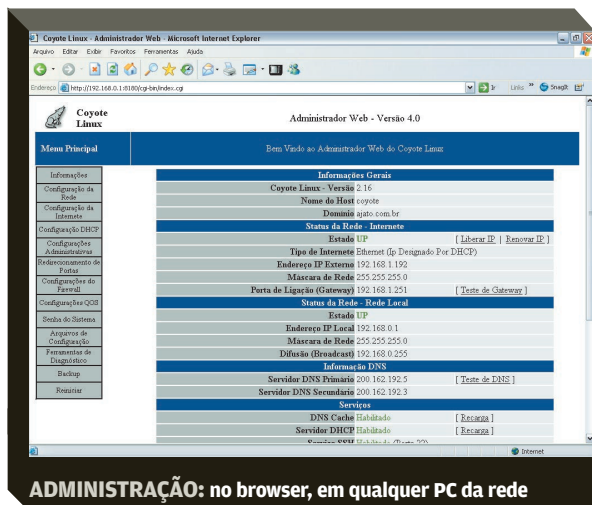 Coyote Linux - Administrador Web - Microsoft Internet Explorer
Arquivo Editar Exibir Favoritos Ferramentas Ajuda
Endereço http://192.168.0.1:8180/cgi-bin/index.cgi Ir Links » SnagIt
Coyote
Linux
Administrador Web - Versão 4.0
Menu Principal
Bem Vindo ao Administrador Web do Coyote Linux
Informações
Configuração da
Rede
Configuração da
Internete
Configuração DHCP
Configurações
Administrativas
Redirecionamento de
Portas
Configurações do
Firewall
Configurações QOS
Senha do Sistema
Arquivos de
Configuração
Ferramentas de
Diagnóstico
Backup
Reiniciar
Informações Gerais
Coyote Linux - Versão 2.16
Nome do Host coyote
Domínio ajato.com.br
Status da Rede - Internete
Estado UP [ Liberar IP | Renovar IP ]
Tipo de Internete Ethernet (Ip Designado Por DHCP)
Endereço IP Externo 192.168.1.192
Máscara de Rede 255.255.255.0
Porta de Ligação (Gateway) 192.168.1.251 [ Teste de Gateway ]
Status da Rede - Rede Local
Estado UP
Endereço IP Local 192.168.0.1
Máscara de Rede 255.255.255.0
Difusão (Broadcast) 192.168.0.255
Informação DNS
Servidor DNS Primário 200.162.192.5 [ Teste de DNS ]
Servidor DNS Secundário 200.162.192.3
Serviços
DNS Cache Habilitado [ Recarga ]
Servidor DHCP Habilitado [ Recarga ]
Serviço SSH Habilitado (Porta 22)
Internet
ADMINISTRAÇÃO: no browser, em qualquer PC da rede